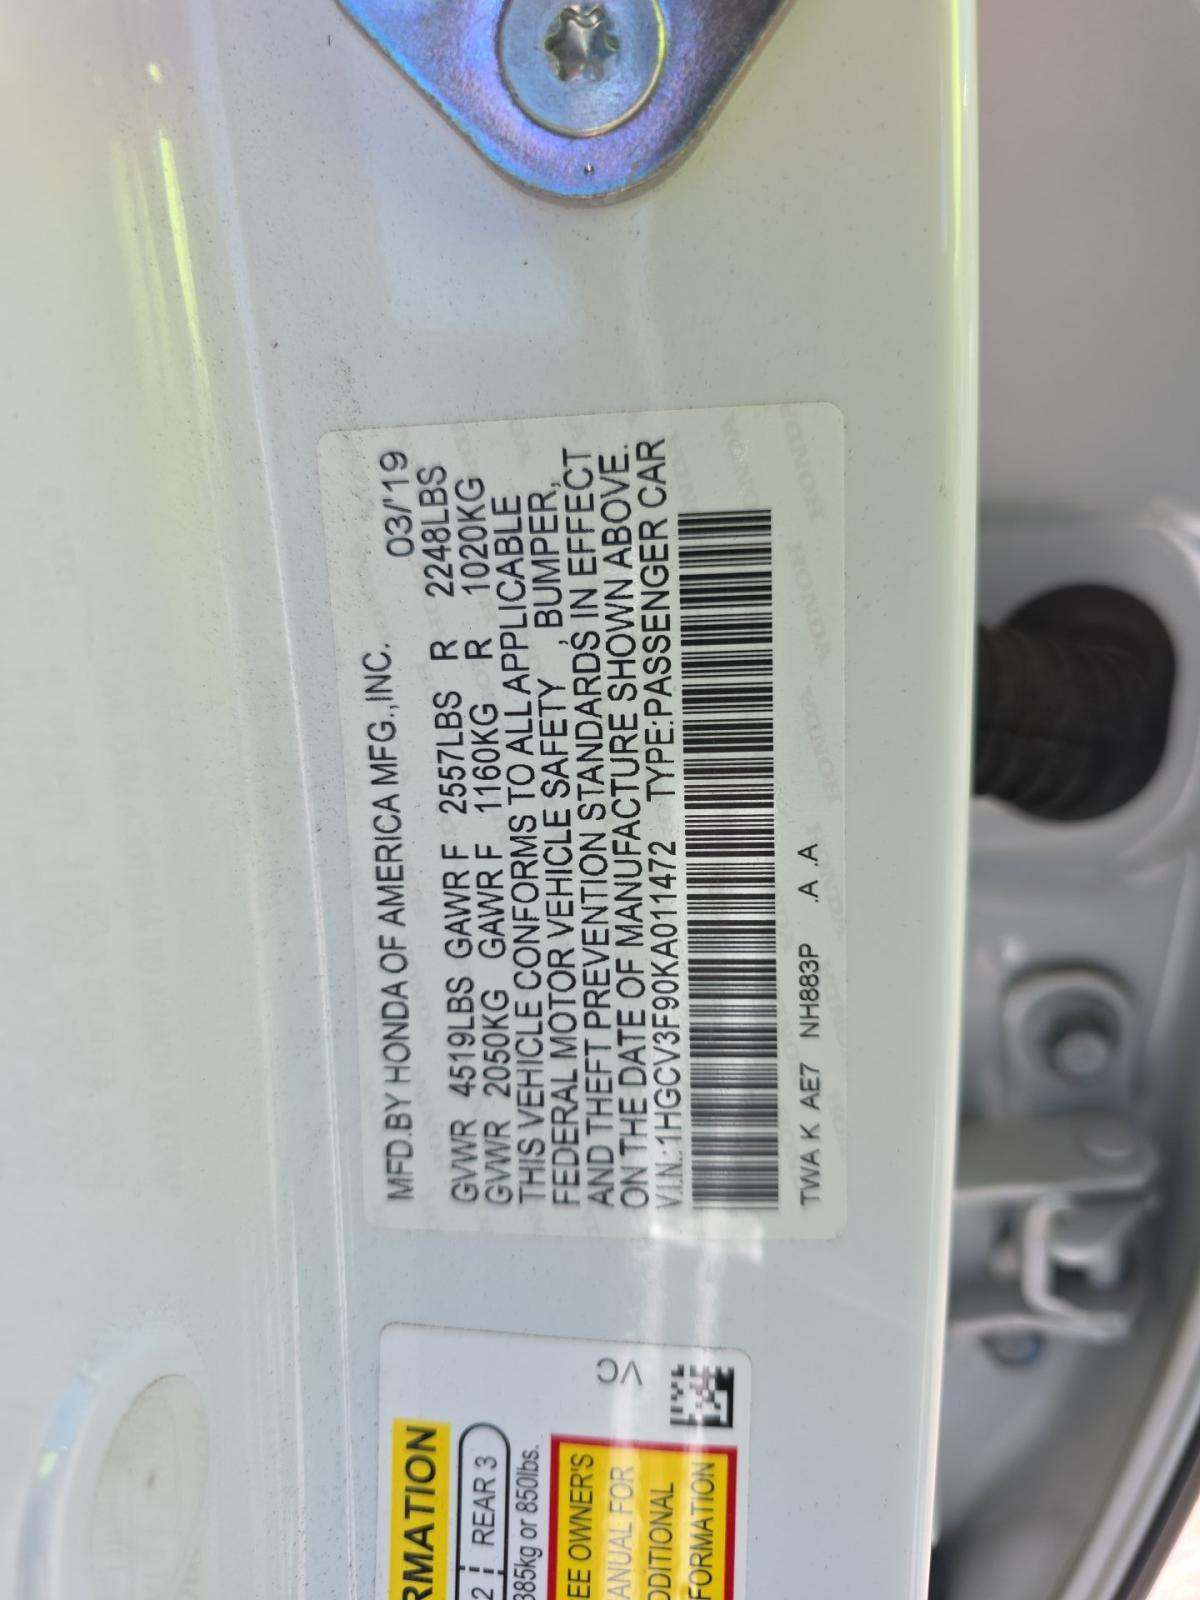 MFD.BY HONDA OF AMERICA MFG.,INC. 03/'19
GVWR 4519LBS GAWR F 2557LBS R 2248LBS
GVWR 2050KG GAWR F 1160KG R 1020KG
THIS VEHICLE CONFORMS TO ALL APPLICABLE
FEDERAL MOTOR VEHICLE SAFETY , BUMPER,
AND THEFT PREVENTION STANDARDS IN EFFECT
ON THE DATE OF MANUFACTURE SHOWN ABOVE.
V.I.N.:1HGCV3F90KA011472 TYPE:PASSENGER CAR
TWA K AE7 NH883P .A .A
RMATION
2 REAR 3
385kg or 850lbs.
EE OWNER'S
ANUAL FOR
DDITIONAL
FORMATION
VC